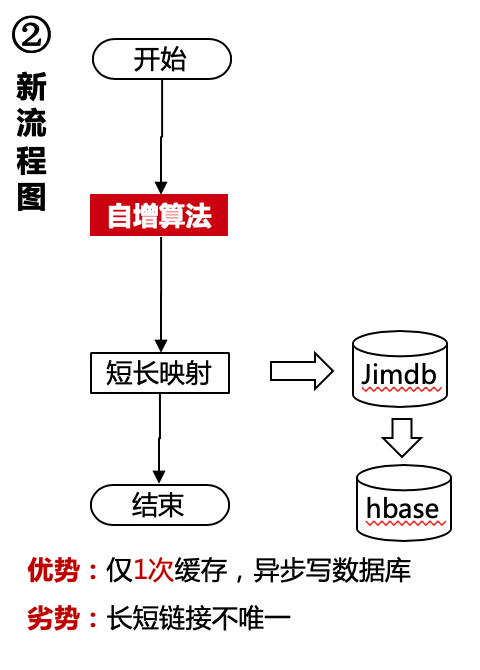 ②
新流程图
开始
自增算法
短长映射
Jimdb
hbase
结束
优势：仅1次缓存，异步写数据库
劣势：长短链接不唯一